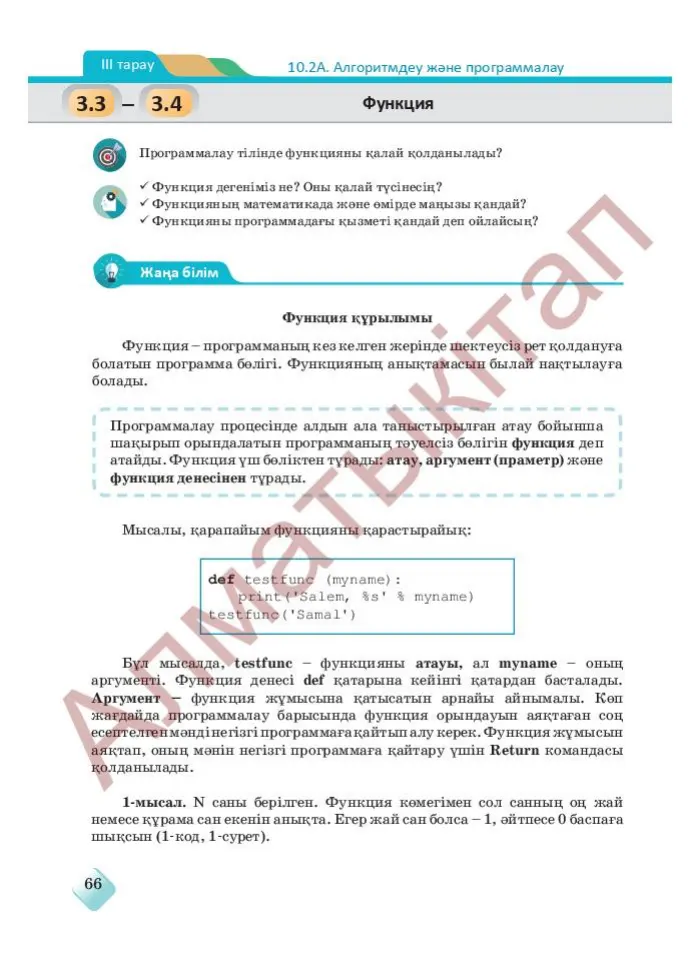 III тарау
10.2А. Алгоритмдеу және программалау
3.3 – 3.4 Функция
Программалау тілінде функцияны қалай қолданылады?
✓ Функция дегеніміз не? Оны қалай түсінесің?
✓ Функцияның математикада және өмірде маңызы қандай?
✓ Функцияны программадағы қызметі қандай деп ойлайсың?
Жаңа білім
Функция құрылымы
Функция – программаның кез келген жерінде шектеусіз рет қолдануға
болатын программа бөлігі. Функцияның анықтамасын былай нақтылауға
болады.
Программалау процесінде алдын ала таныстырылған атау бойынша
шақырып орындалатын программаның тәуелсіз бөлігін функция деп
атайды. Функция үш бөліктен тұрады: атау, аргумент (праметр) және
функция денесінен тұрады.
Мысалы, қарапайым функцияны қарастырайық:
def testfunc (myname):
print('Salem, %s' % myname)
testfunc('Samal')
Бұл мысалда, testfunc – функцияны атауы, ал myname – оның
аргументі. Функция денесі def қатарына кейінгі қатардан басталады.
Аргумент – функция жұмысына қатысатын арнайы айнымалы. Көп
жағдайда программалау барысында функция орындауын аяқтаған соң
есептелген мәнді негізгі программаға қайтып алу керек. Функция жұмысын
аяқтап, оның мәнін негізгі программаға қайтару үшін Return командасы
қолданылады.
1-мысал. N саны берілген. Функция көмегімен сол санның оң жай
немесе құрама сан екенін анықта. Егер жай сан болса – 1, әйтпесе 0 баспаға
шықсын (1-код, 1-сурет).
66
Алматыкітап